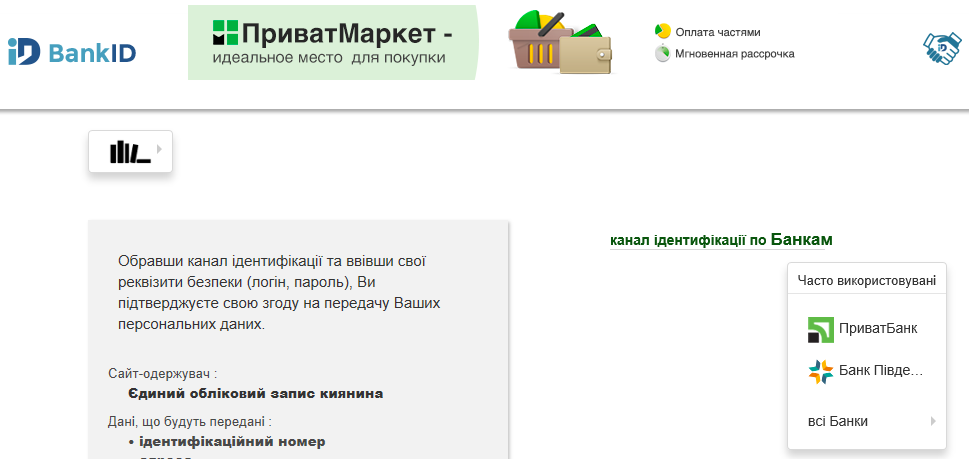 BankID
ПриватМаркет -
идеальное место для покупки
Оплата частями
Мгновенная рассрочка
Обравши канал ідентифікації та ввівши свої
реквізити безпеки (логін, пароль), Ви
підтверджуєте свою згоду на передачу Ваших
персональних даних.
Сайт-одержувач :
Єдиний обліковий запис киянина
Дані, що будуть передані :
• ідентифікаційний номер
канал ідентифікації по Банкам
Часто використовувані
ПриватБанк
Банк Півде...
всі Банки